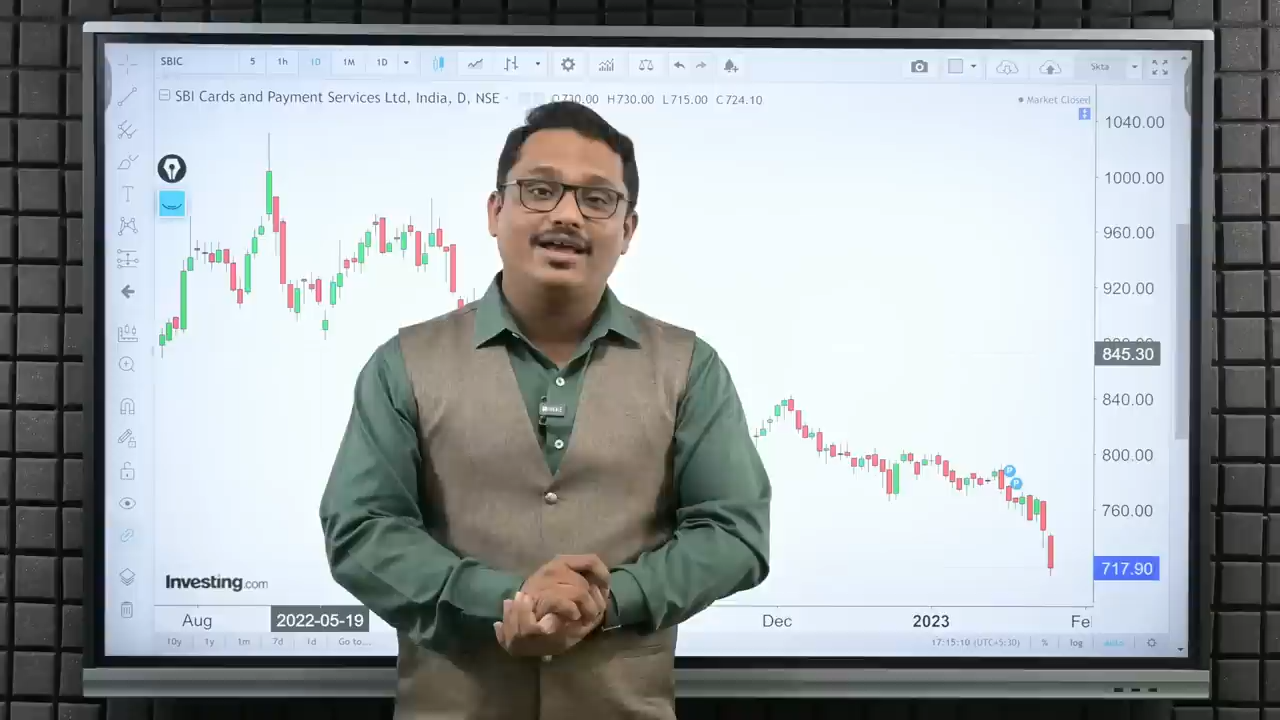 SBIC 5 1h 1D 1M 1D Skta
SBI Cards and Payment Services Ltd, India, D, NSE O730.00 H730.00 L715.00 C724.10
Market Closed
1040.00
1000.00
960.00
920.00
845.30
840.00
800.00
P
P
760.00
717.90
Investing.com
Aug 2022-05-19 Dec 2023 Fe
10y 1y 1m 7d 1d Go to... 17:15:10 (UTC+5:30) % log auto